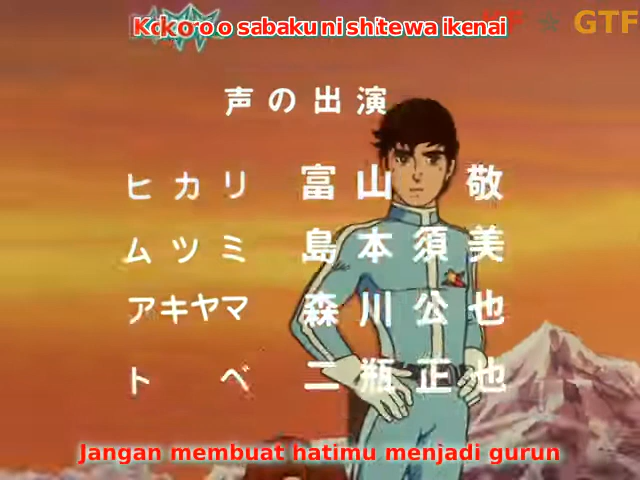 Kokoro o sabaku ni shite wa ikenai
GTF
声の出演
ヒカリ 富山 敬
ムツミ 島本須美
アキヤマ 森川公也
トベ 二瓶正也
Jangan membuat hatimu menjadi gurun